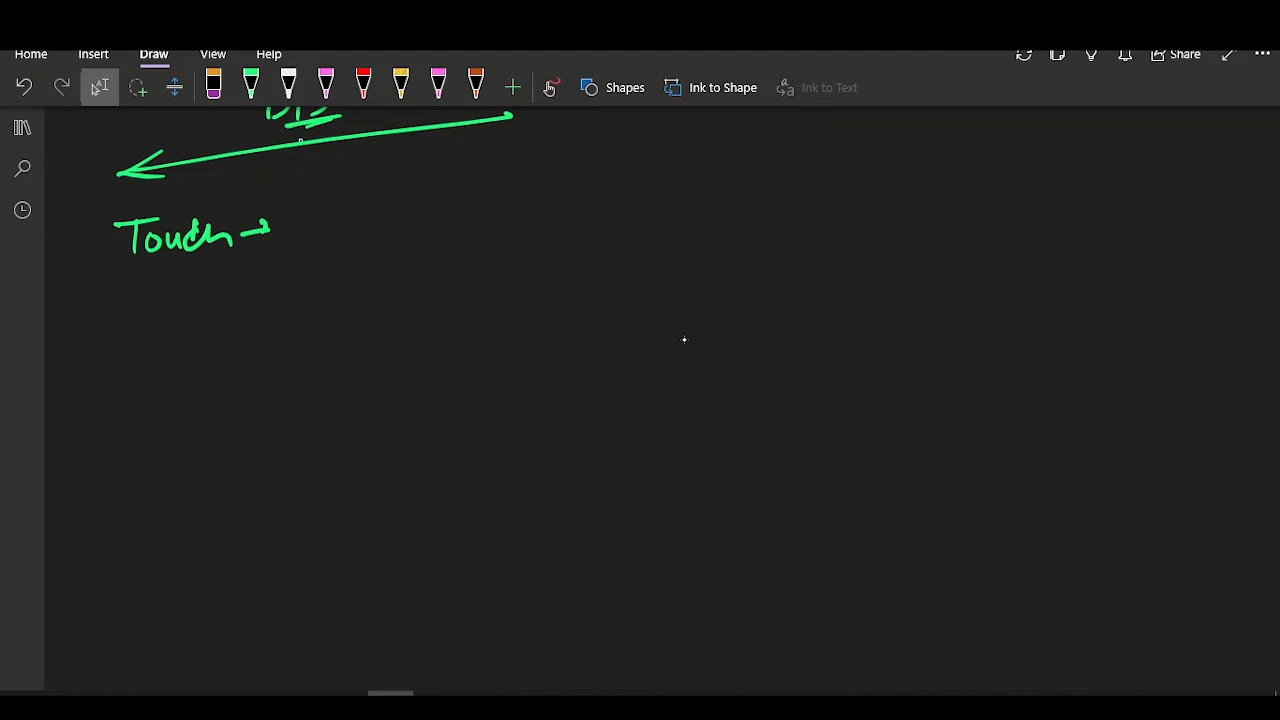 Home Insert Draw View Help Share
Shapes Ink to Shape Ink to Text
Touch →